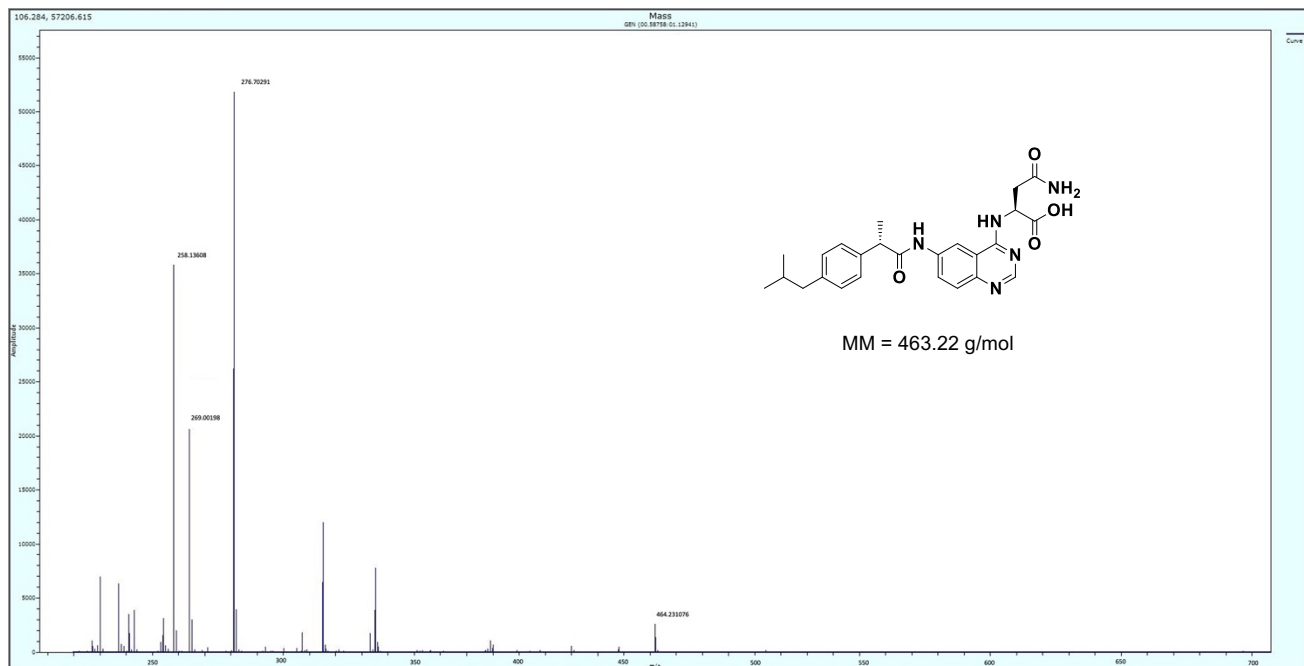 106.284, 57206.615
Mass
GEN (00.58758:01.12941)
Curve
55000
50000
45000
40000
35000
30000
25000
20000
15000
10000
5000
0
Amplitude
276.70291
258.13608
269.00198
464.231076
O
NH2
HN
OH
O
H
N
O
N
N
MM = 463.22 g/mol
250
300
350
400
450
500
550
600
650
700